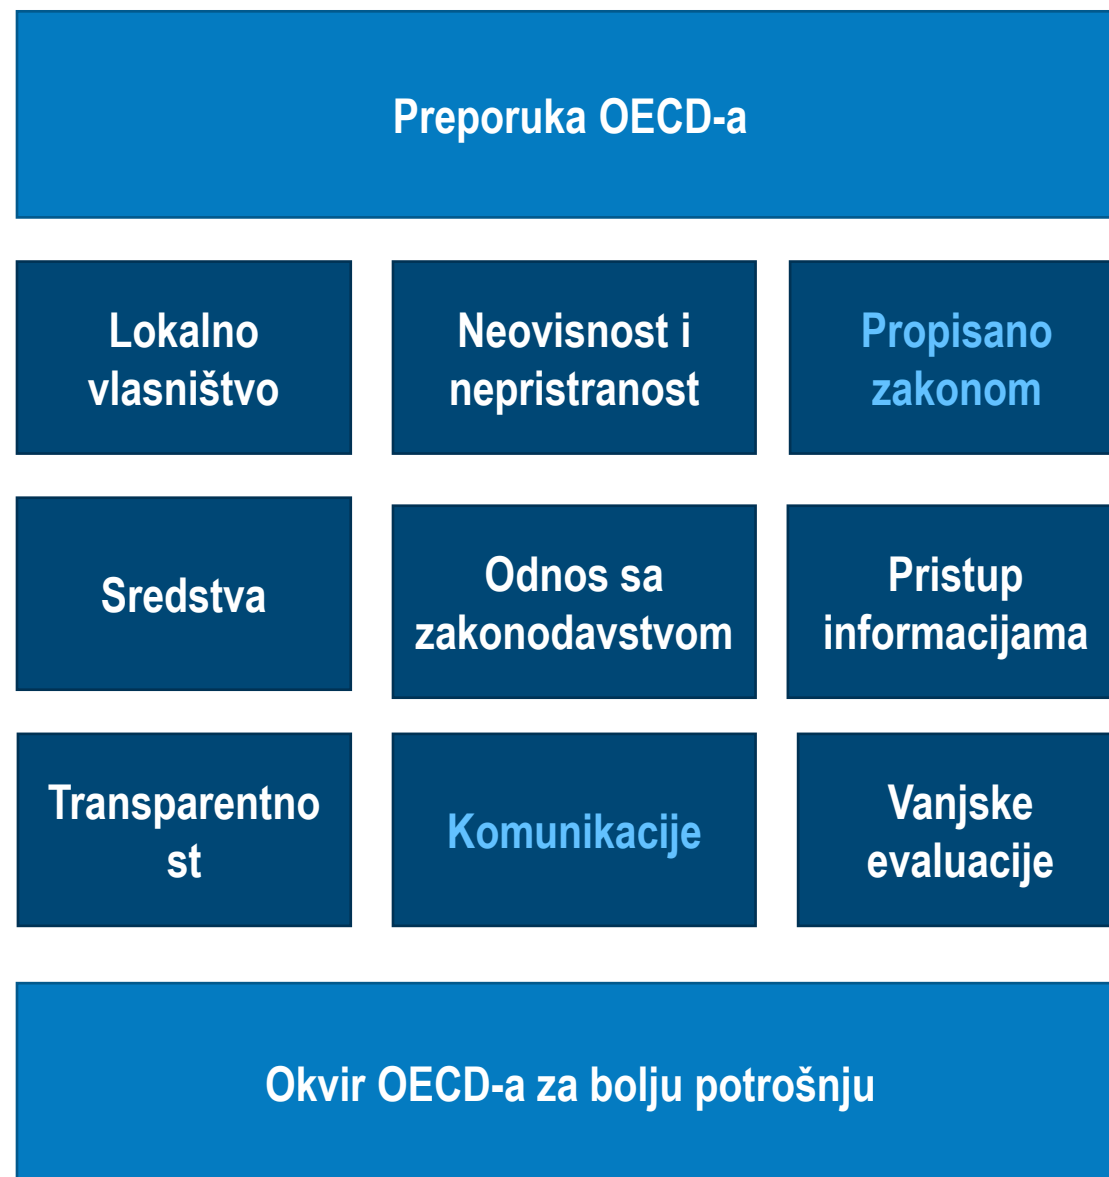 Preporuka OECD-a
Lokalno
vlasništvo
Neovisnost i
nepristranost
Propisano
zakonom
Sredstva
Odnos sa
zakonodavstvom
Pristup
informacijama
Transparentno
st
Komunikacije
Vanjske
evaluacije
Okvir OECD-a za bolju potrošnju